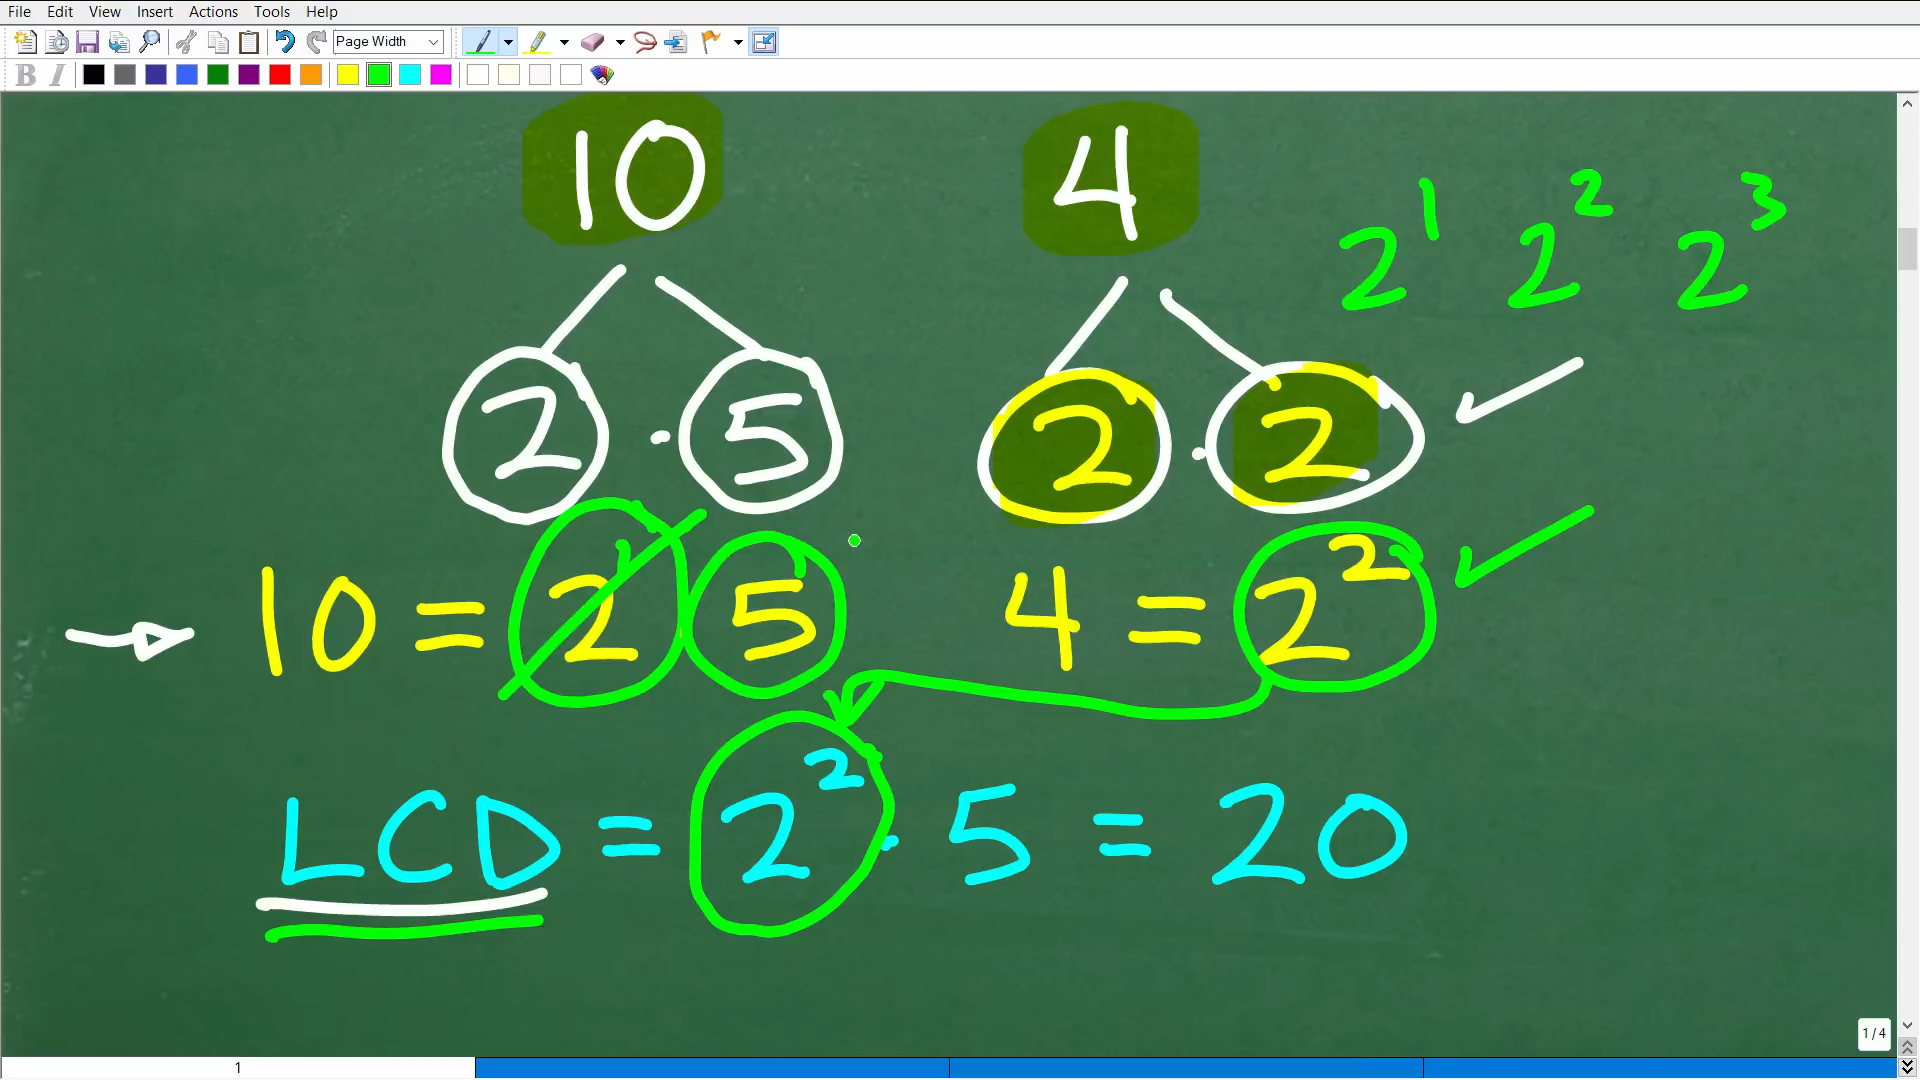 File Edit View Insert Actions Tools Help
Page Width
B I
10 4
2¹ 2² 2³
2 · 5 2 · 2
10 = 2¹ 5 4 = 2²
LCD = 2² · 5 = 20
1 / 4
1